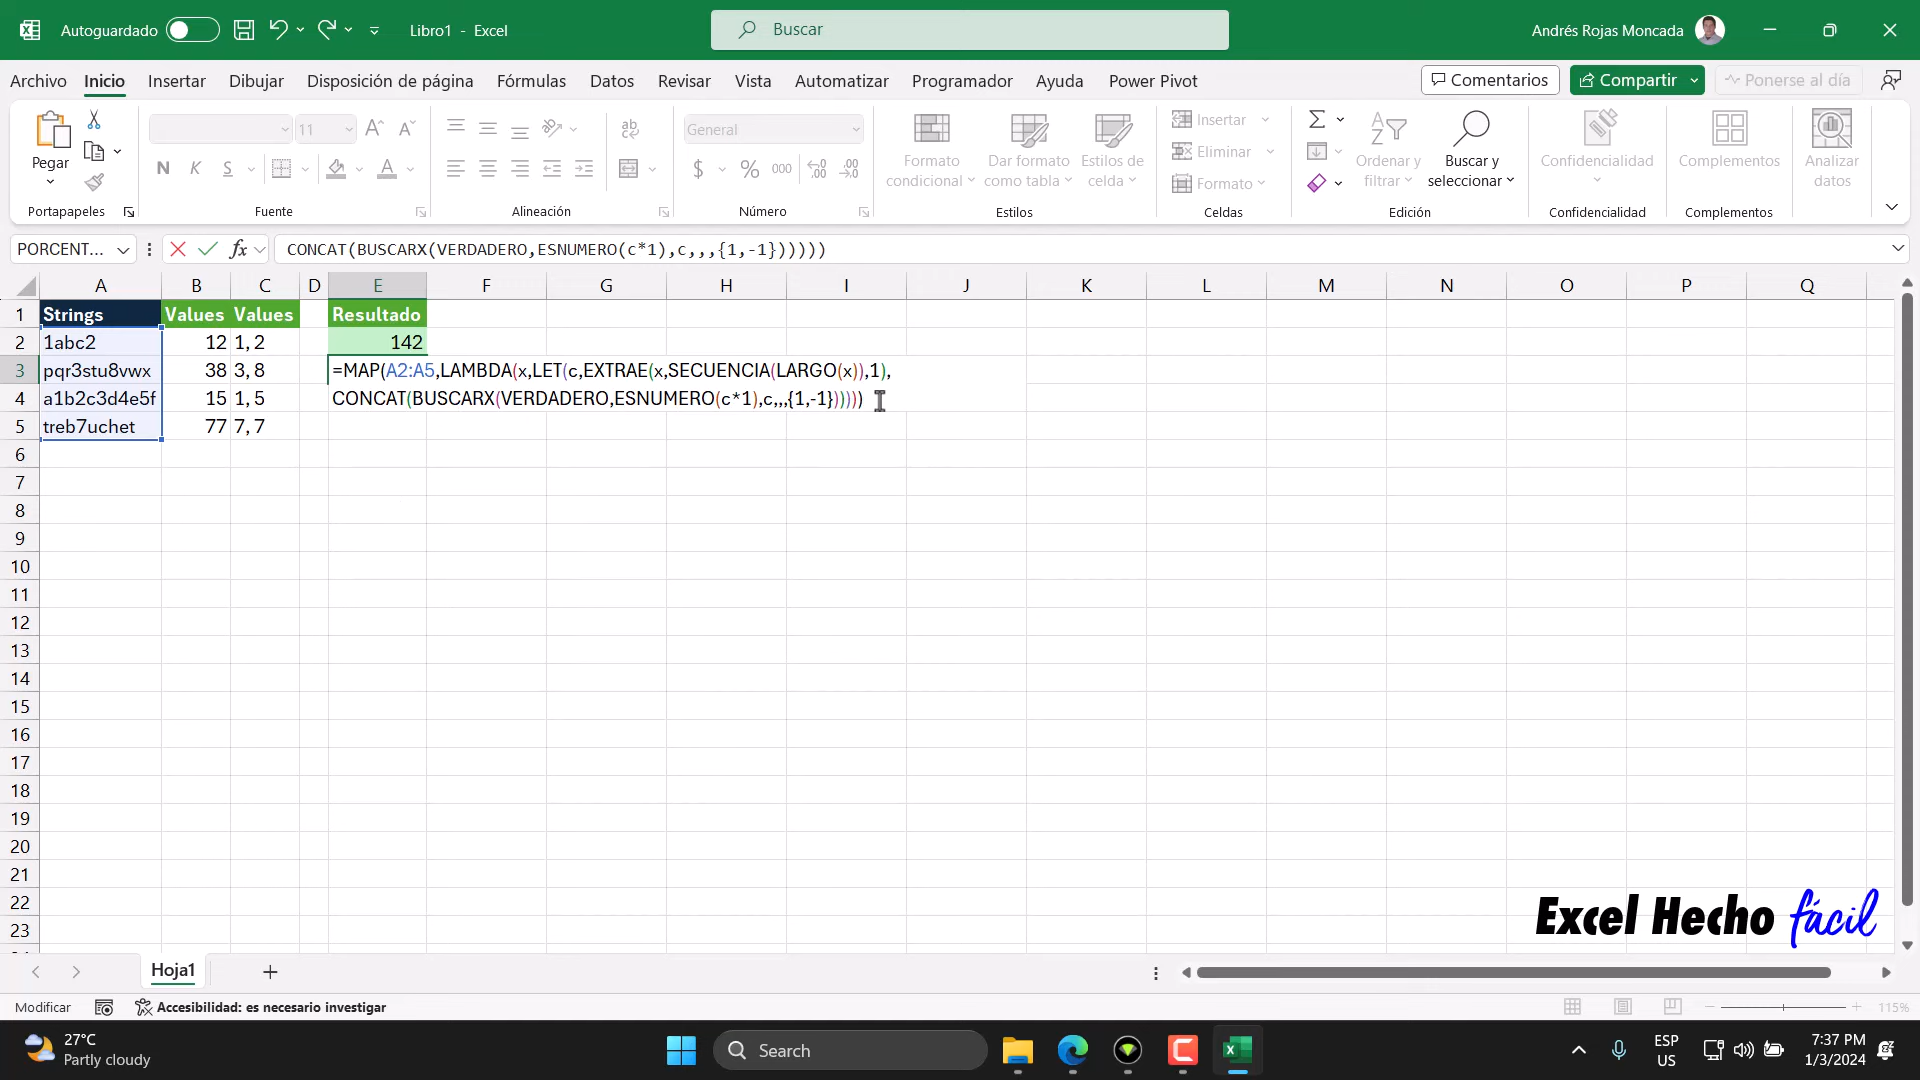 Autoguardado
Libro1 - Excel
Buscar
Andrés Rojas Moncada
Archivo Inicio Insertar Dibujar Disposición de página Fórmulas Datos Revisar Vista Automatizar Programador Ayuda Power Pivot
Comentarios Compartir Ponerse al día
Pegar
11
N K S
A
ab
General
$ % 000
Formato condicional
Dar formato como tabla
Estilos de celda
Insertar
Eliminar
Formato
Ordenar y filtrar
Buscar y seleccionar
Confidencialidad
Complementos
Analizar datos
Portapapeles Fuente Alineación Número Estilos Celdas Edición Confidencialidad Complementos
PORCENT... fx CONCAT(BUSCARX(VERDADERO,ESNUMERO(c*1),c,,,{1,-1}))))))
A B C D E F G H I J K L M N O P Q
1 Strings Values Values Resultado
2 1abc2 12 1, 2 142
3 pqr3stu8vwx 38 3, 8 =MAP(A2:A5,LAMBDA(x,LET(c,EXTRAE(x,SECUENCIA(LARGO(x)),1),
4 a1b2c3d4e5f 15 1, 5 CONCAT(BUSCARX(VERDADERO,ESNUMERO(c*1),c,,,{1,-1})))))
5 treb7uchet 77 7, 7
6
7
8
9
10
11
12
13
14
15
16
17
18
19
20
21
22
23
Excel Hecho fácil
Hoja1
Modificar Accesibilidad: es necesario investigar 115%
27°C
Partly cloudy
Search
ESP
US
7:37 PM
1/3/2024